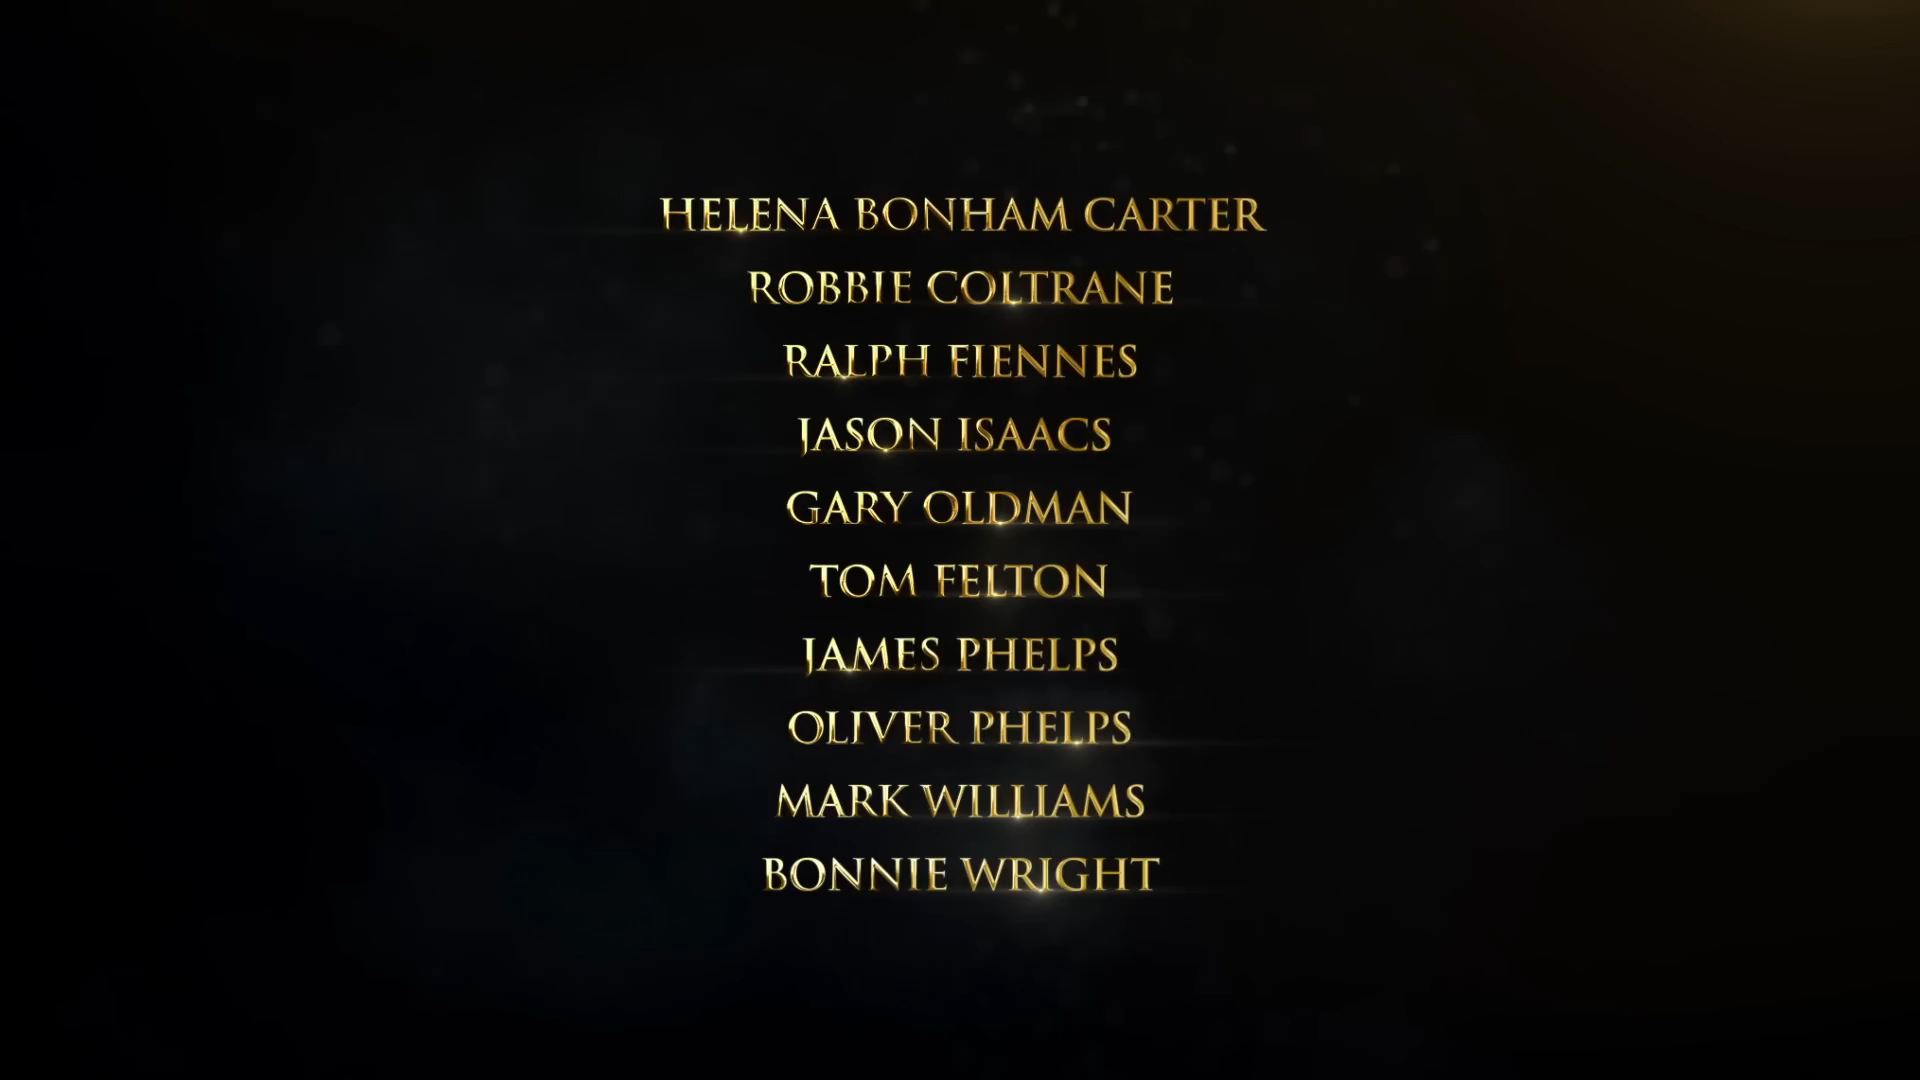 HELENA BONHAM CARTER
ROBBIE COLTRANE
RALPH FIENNES
JASON ISAACS
GARY OLDMAN
TOM FELTON
JAMES PHELPS
OLIVER PHELPS
MARK WILLIAMS
BONNIE WRIGHT